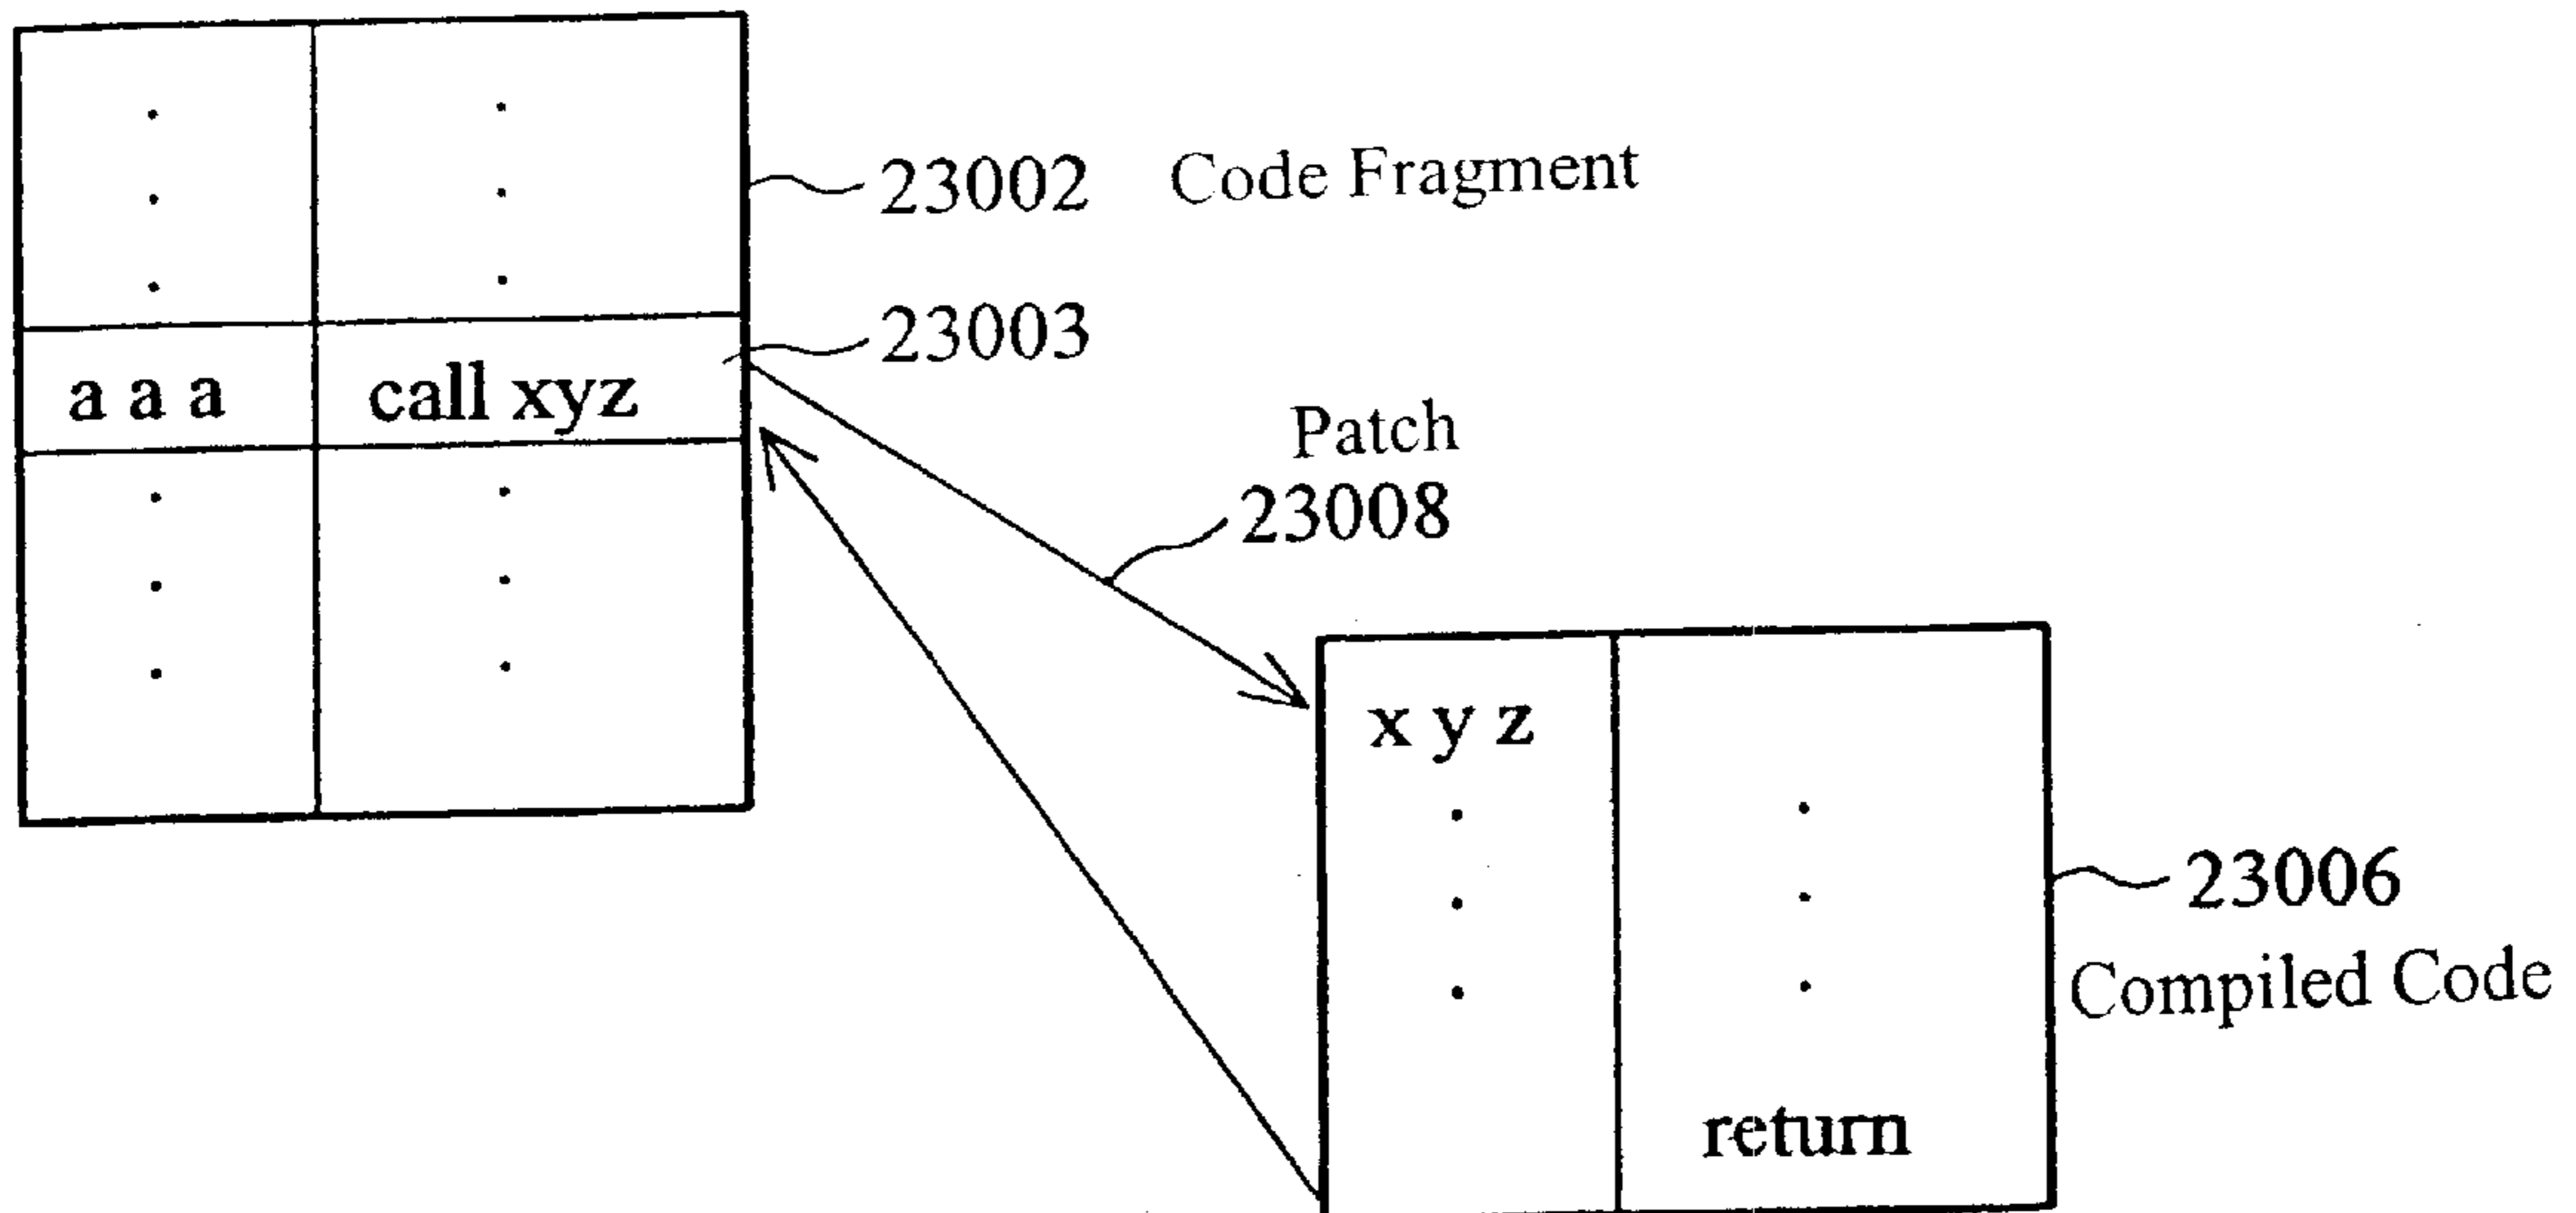 23002 Code Fragment
23003
a a a call xyz
Patch
23008
x y z
23006
Compiled Code
return